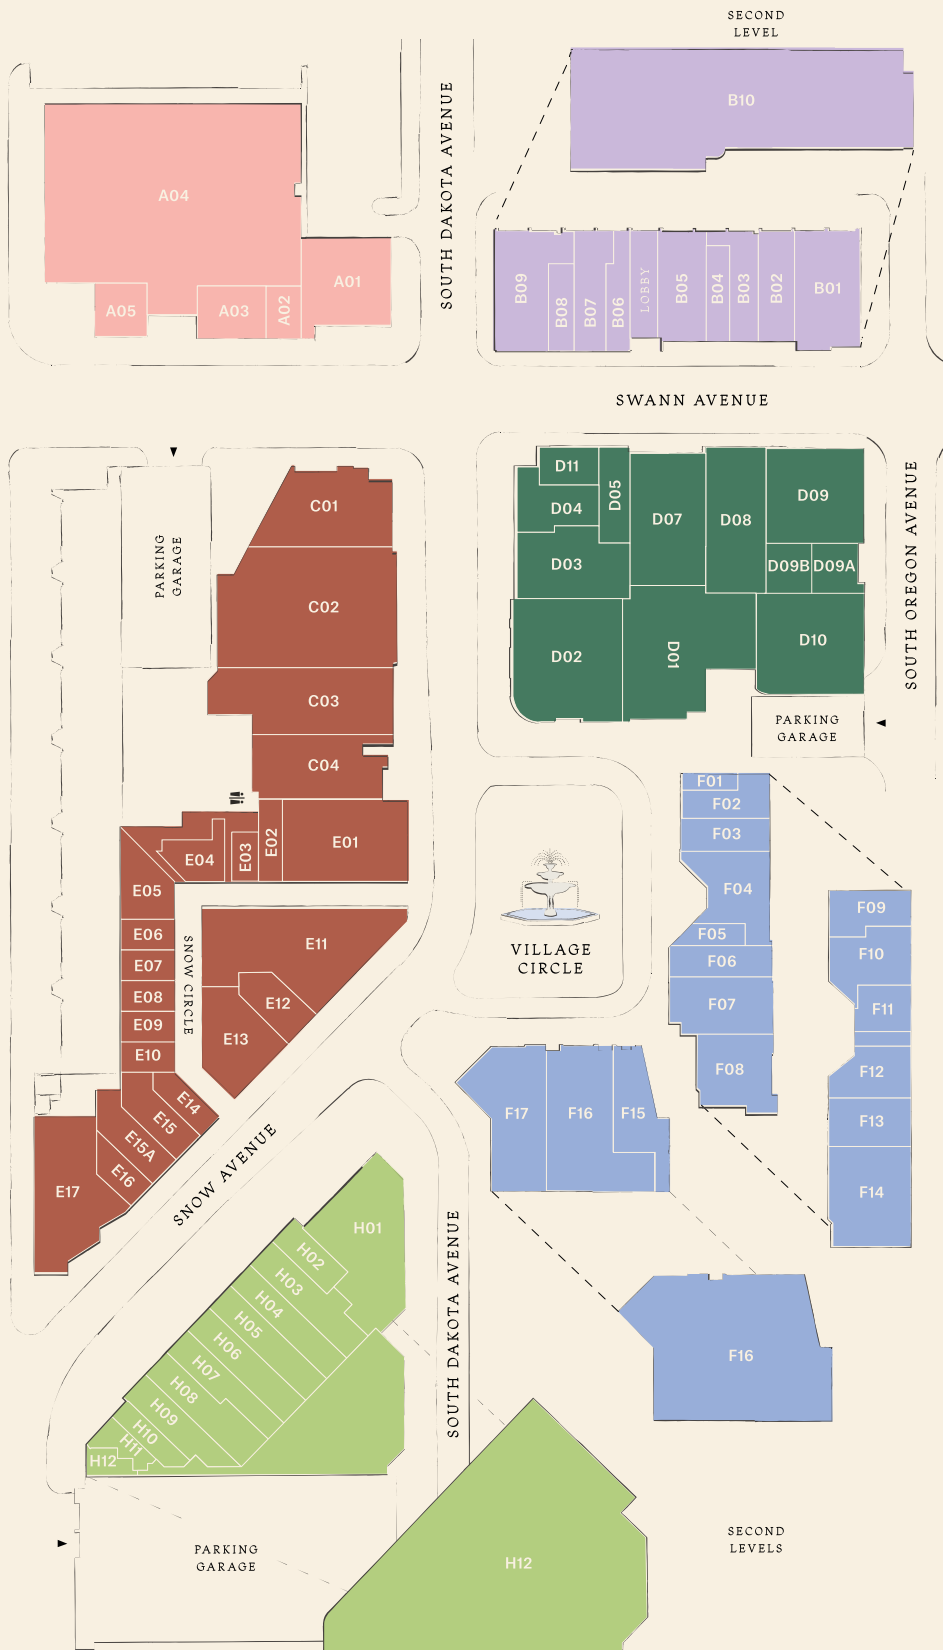 SECOND
LEVEL
B10
A04
SOUTH DAKOTA AVENUE
A01
A05
A03
A02
B09
B08
B07
B06
LOBBY
B05
B04
B03
B02
B01
SWANN AVENUE
PARKING
GARAGE
C01
C02
C03
C04
D11
D04
D05
D03
D07
D08
D09
D09B
D09A
D02
D01
D10
SOUTH OREGON AVENUE
PARKING
GARAGE
E01
E02
E03
E04
E05
E06
E07
E08
E09
E10
SNOW CIRCLE
E11
E12
E13
E14
E15
E15A
E16
E17
VILLAGE
CIRCLE
F01
F02
F03
F04
F05
F06
F07
F08
F09
F10
F11
F12
F13
F14
F17
F16
F15
SNOW AVENUE
SOUTH DAKOTA AVENUE
H01
H02
H03
H04
H05
H06
H07
H08
H09
H10
H11
H12
F16
PARKING
GARAGE
H12
SECOND
LEVELS